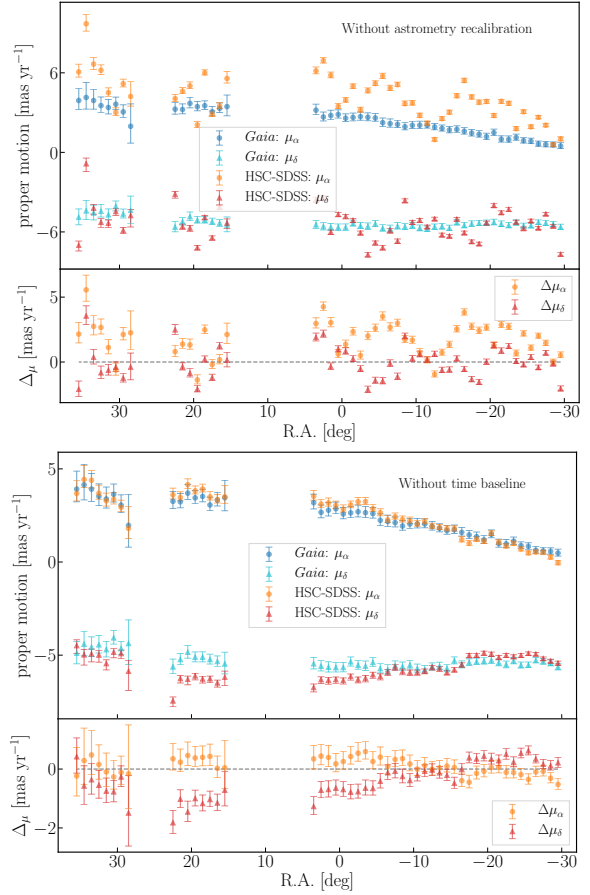 Without astrometry recalibration
6
0
−6
proper motion [mas yr⁻¹]
Gaia: μα
Gaia: μδ
HSC-SDSS: μα
HSC-SDSS: μδ
5
0
Δμ [mas yr⁻¹]
Δμα
Δμδ
30 20 10 0 −10 −20 −30
R.A. [deg]
Without time baseline
5
0
−5
proper motion [mas yr⁻¹]
Gaia: μα
Gaia: μδ
HSC-SDSS: μα
HSC-SDSS: μδ
0
−2
Δμ [mas yr⁻¹]
Δμα
Δμδ
30 20 10 0 −10 −20 −30
R.A. [deg]